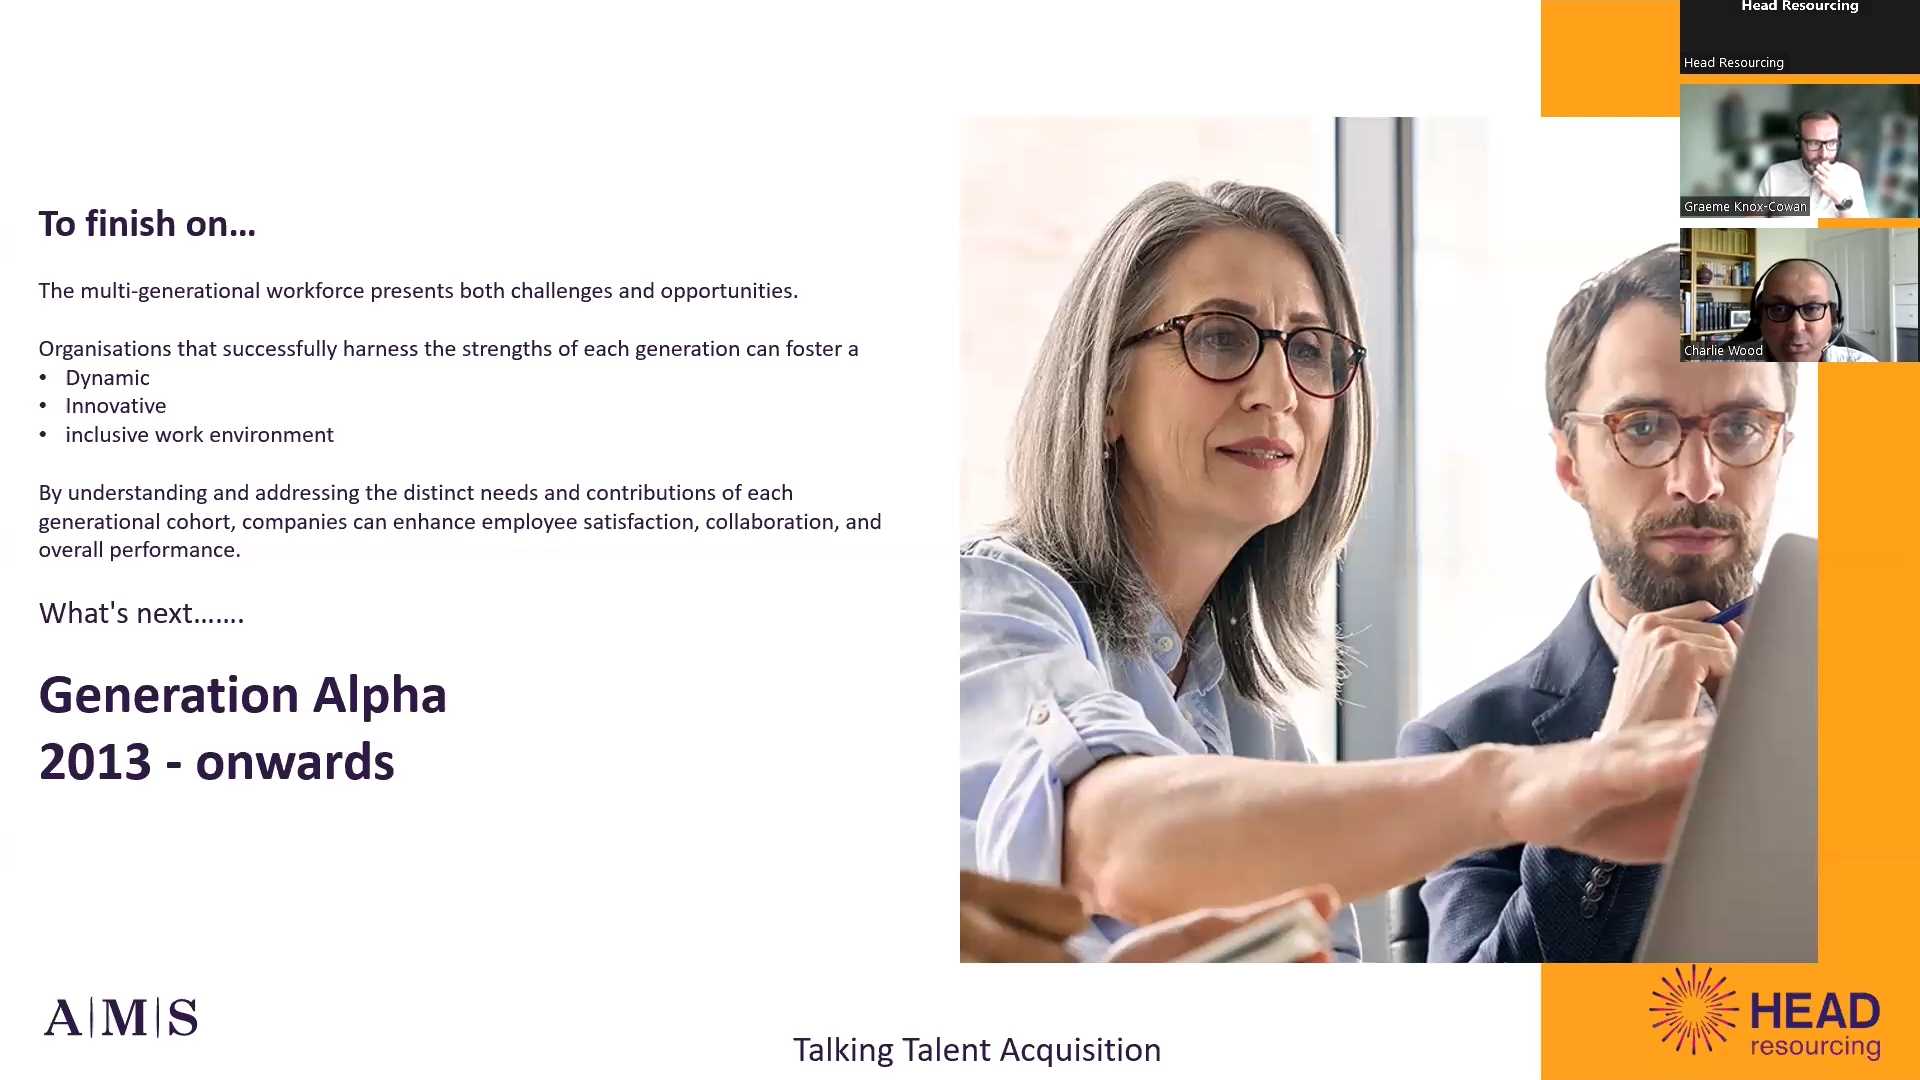 Head Resourcing
Head Resourcing
Graeme Knox-Cowan
Charlie Wood
To finish on...
The multi-generational workforce presents both challenges and opportunities.
Organisations that successfully harness the strengths of each generation can foster a
• Dynamic
• Innovative
• inclusive work environment
By understanding and addressing the distinct needs and contributions of each
generational cohort, companies can enhance employee satisfaction, collaboration, and
overall performance.
What's next.......
Generation Alpha
2013 - onwards
A|M|S
Talking Talent Acquisition
HEAD
resourcing